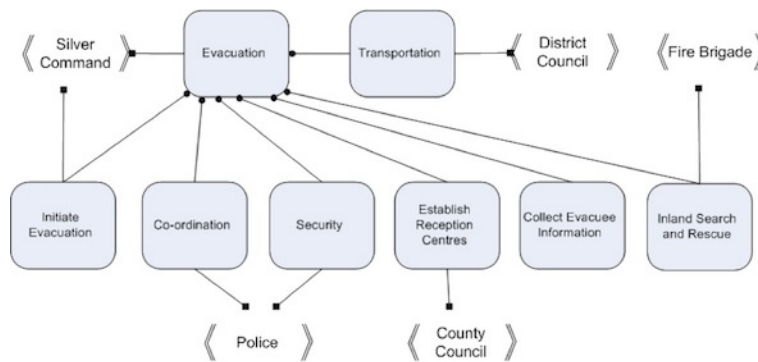 Silver
Command
Evacuation
Transportation
District
Council
Fire Brigade
Initiate
Evacuation
Co-ordination
Security
Establish
Reception
Centres
Collect Evacuee
Information
Inland Search
and Rescue
Police
County
Council